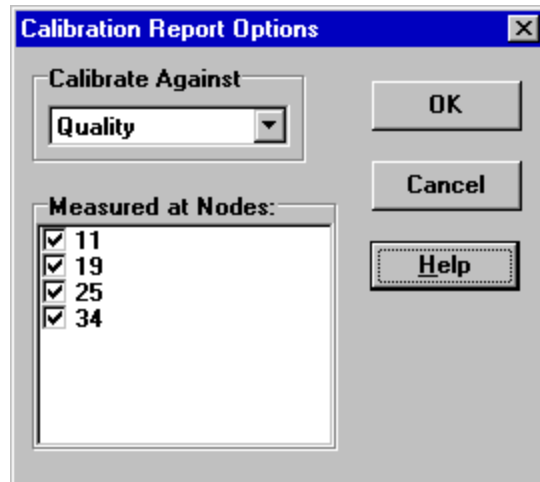 Calibration Report Options
Calibrate Against
Quality
OK
Cancel
Measured at Nodes:
11
19
25
34
Help